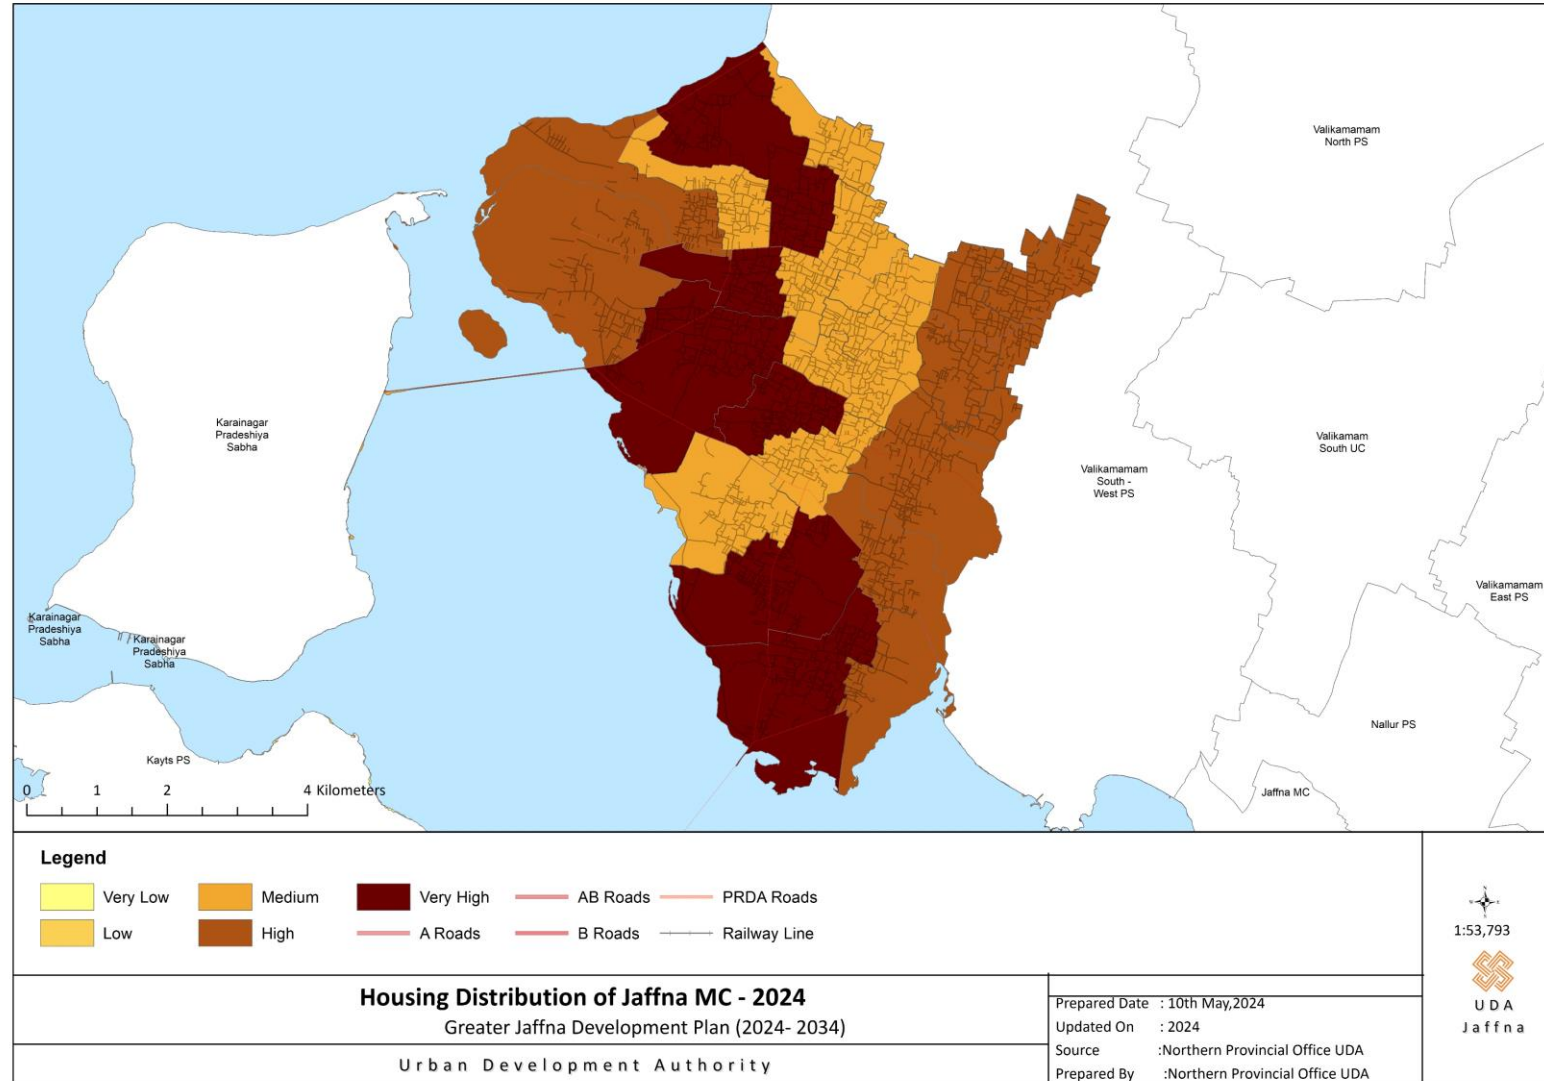 Valikamamam
North PS
Karainagar
Pradeshiya
Sabha
Valikamam
South UC
Valikamamam
South -
West PS
Valikamamam
East PS
Karainagar
Pradeshiya
Sabha
Karainagar
Pradeshiya
Sabha
Nallur PS
Kayts PS
Jaffna MC
0 1 2 4 Kilometers
Legend
Very Low
Low
Medium
High
Very High
A Roads
AB Roads
B Roads
PRDA Roads
Railway Line
N
W E
S
1:53,793
UDA
Jaffna
Housing Distribution of Jaffna MC - 2024
Greater Jaffna Development Plan (2024- 2034)
Urban Development Authority
Prepared Date : 10th May,2024
Updated On : 2024
Source :Northern Provincial Office UDA
Prepared By :Northern Provincial Office UDA